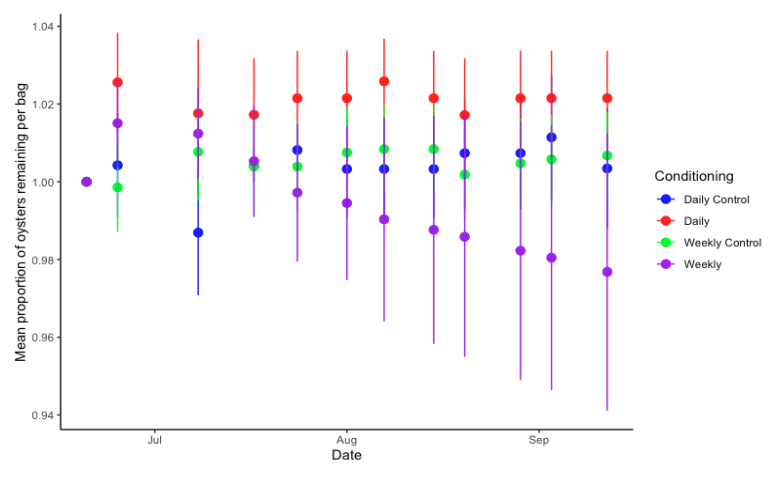 Mean proportion of oysters remaining per bag
1.04
1.02
1.00
0.98
0.96
0.94
Jul
Aug
Sep
Date
Conditioning
Daily Control
Daily
Weekly Control
Weekly